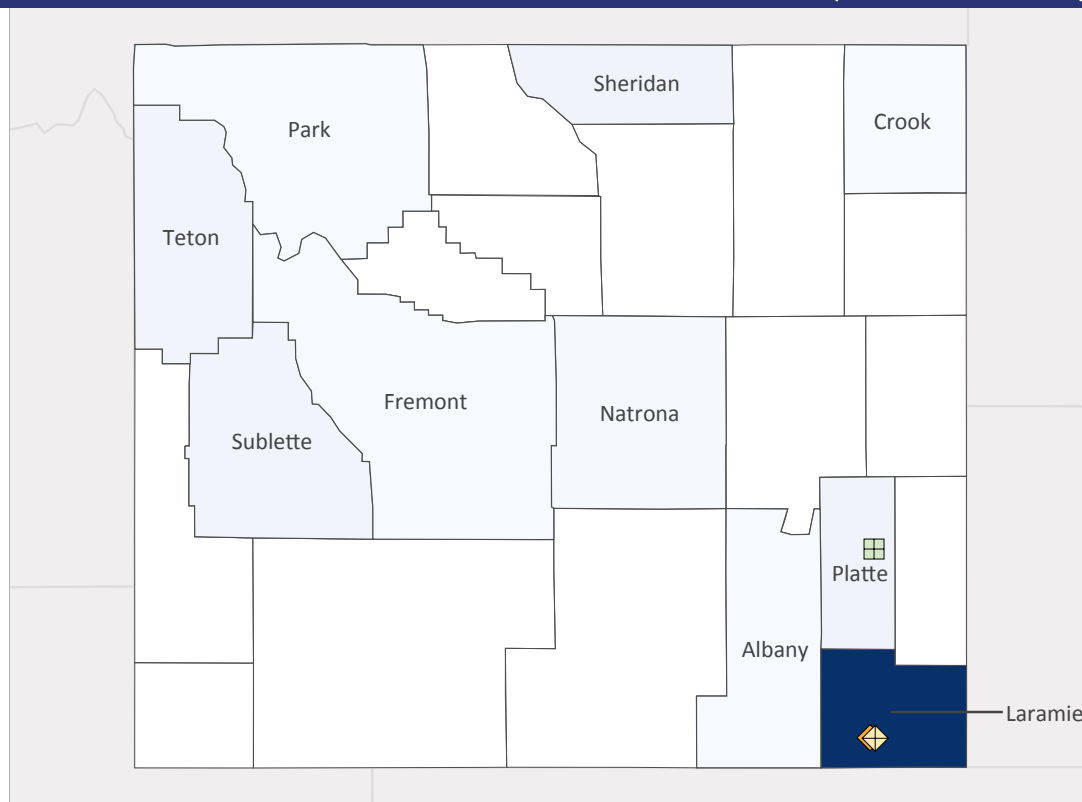 Sheridan
Park
Crook
Teton
Fremont
Natrona
Sublette
Platte
Albany
Laramie